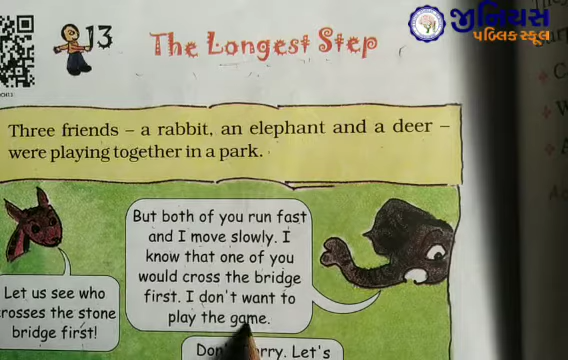 13
The Longest Step
જીનિયસ
પબ્લિક સ્કૂલ
Three friends – a rabbit, an elephant and a deer –
were playing together in a park.
But both of you run fast
and I move slowly. I
know that one of you
would cross the bridge
first. I don't want to
play the game.
Let us see who
crosses the stone
bridge first!
Let's